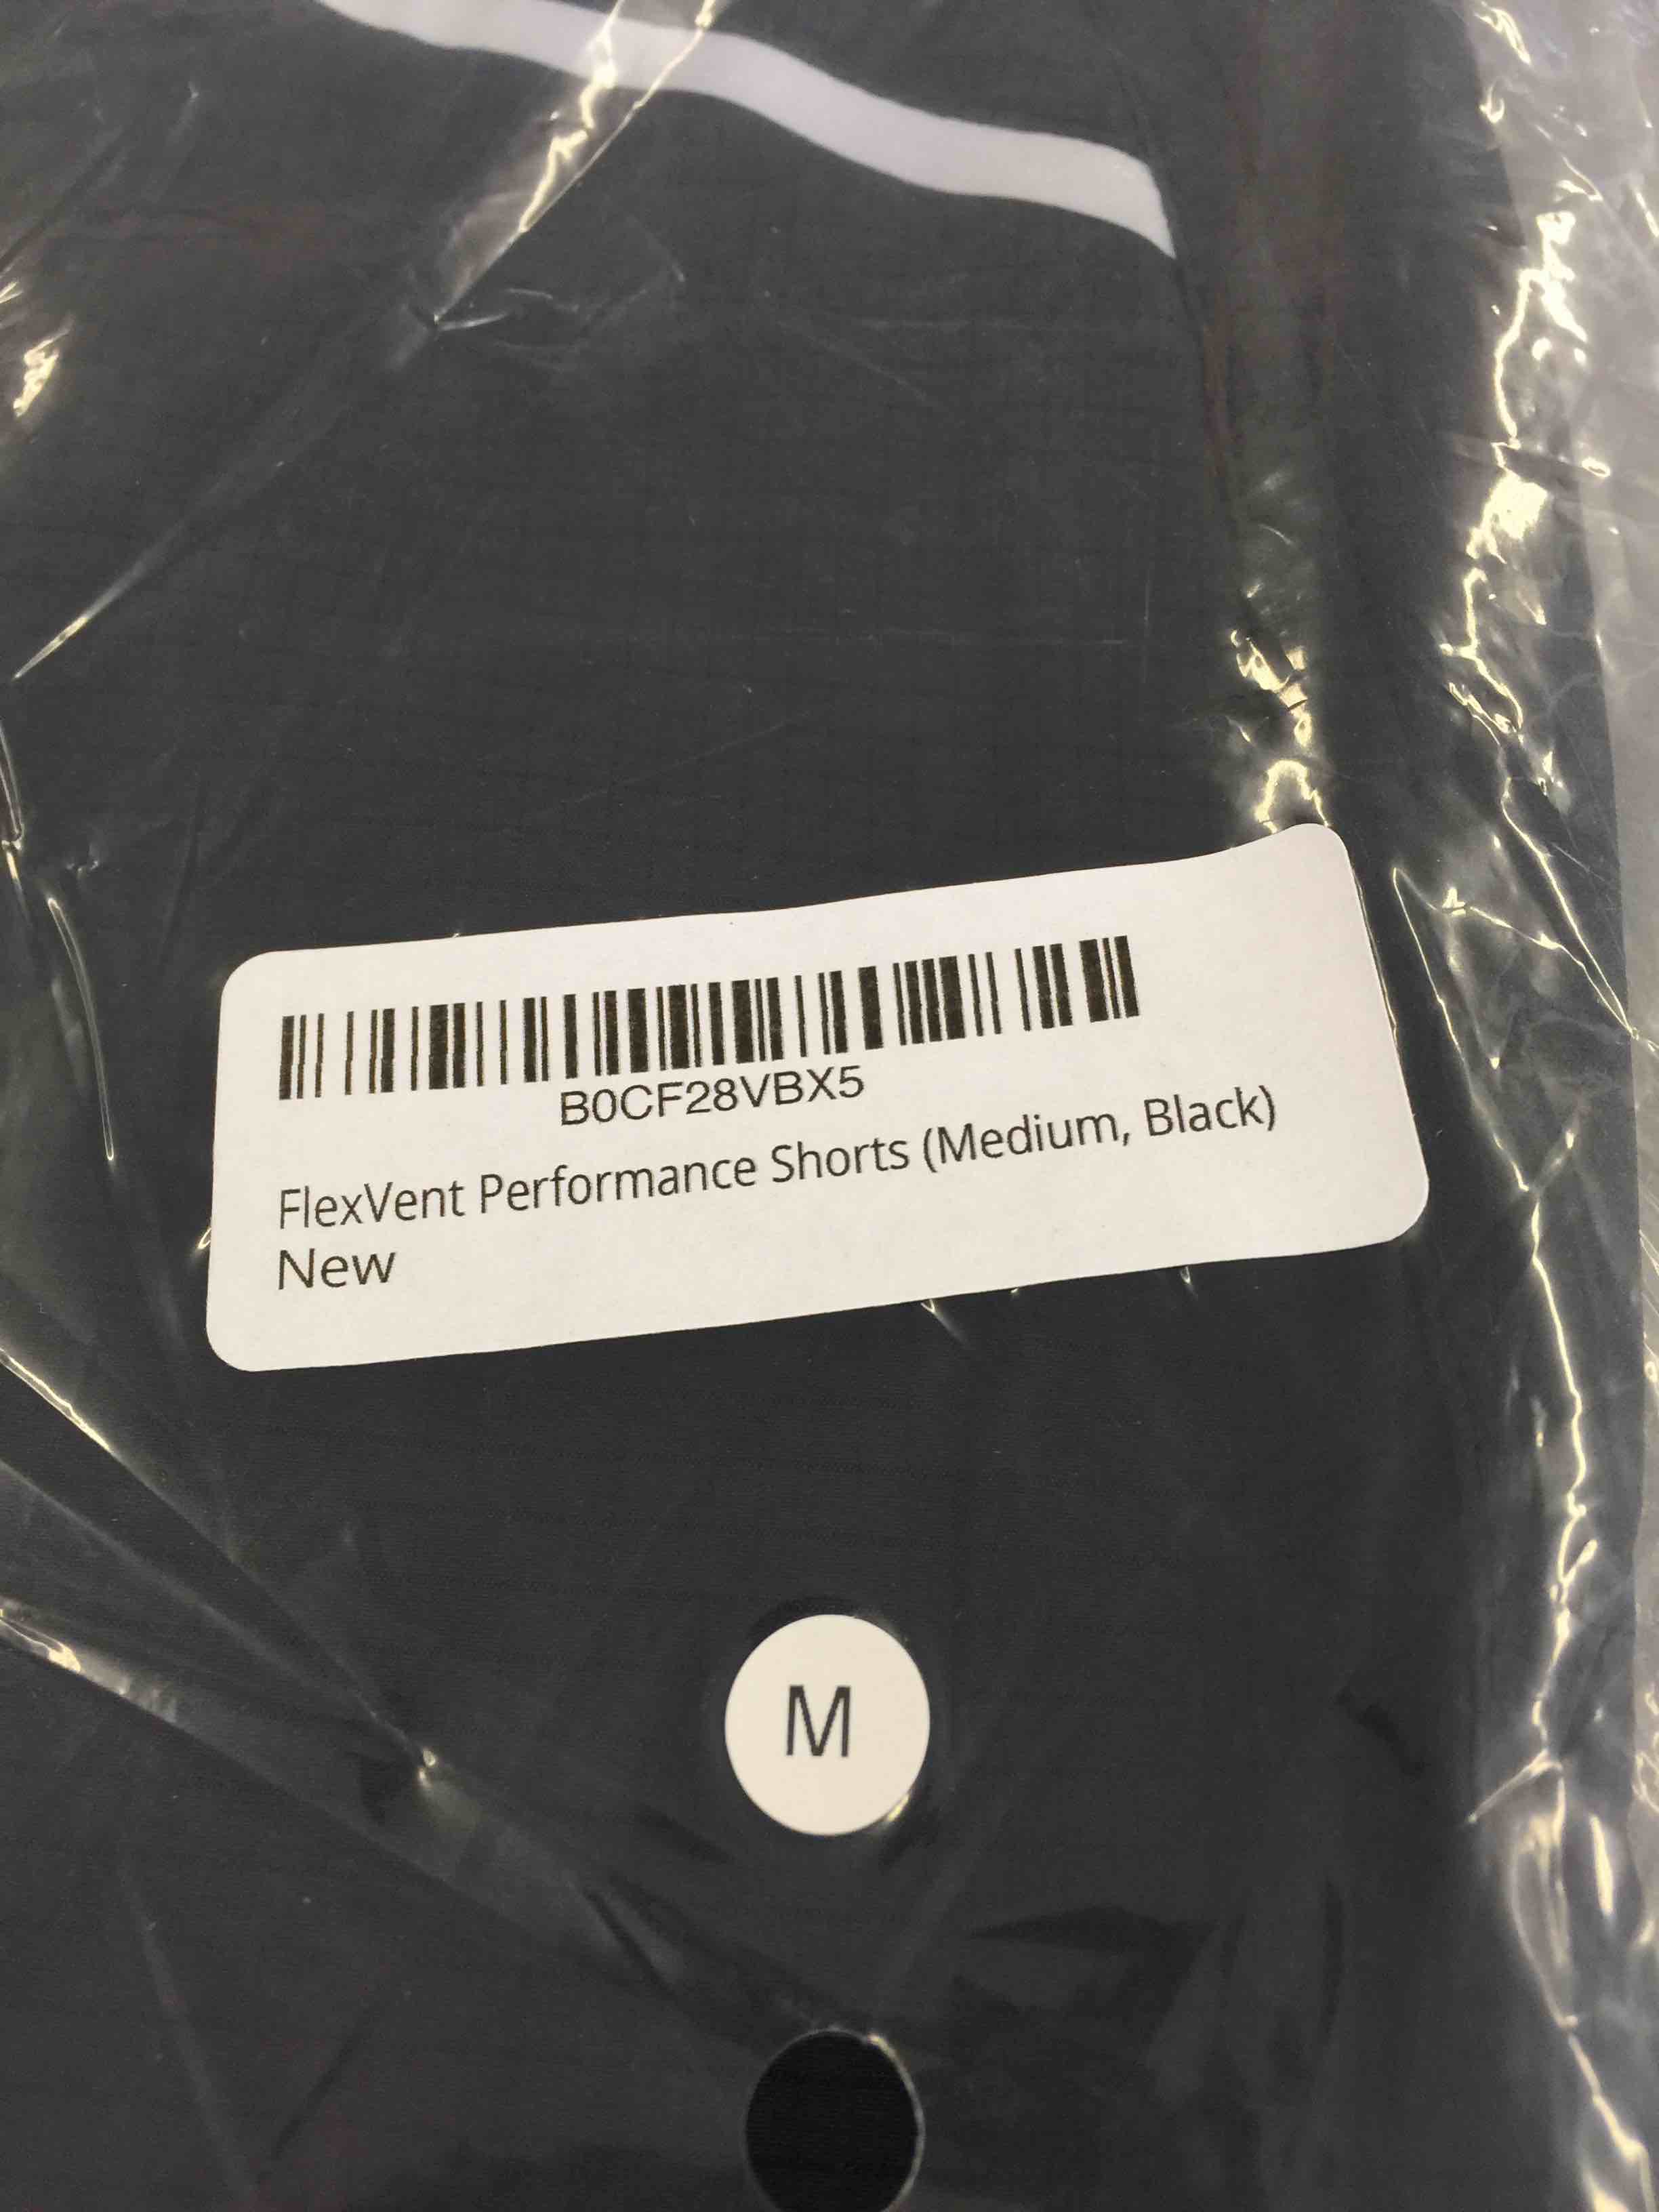 B0CF28VBX5
FlexVent Performance Shorts (Medium, Black)
New
M